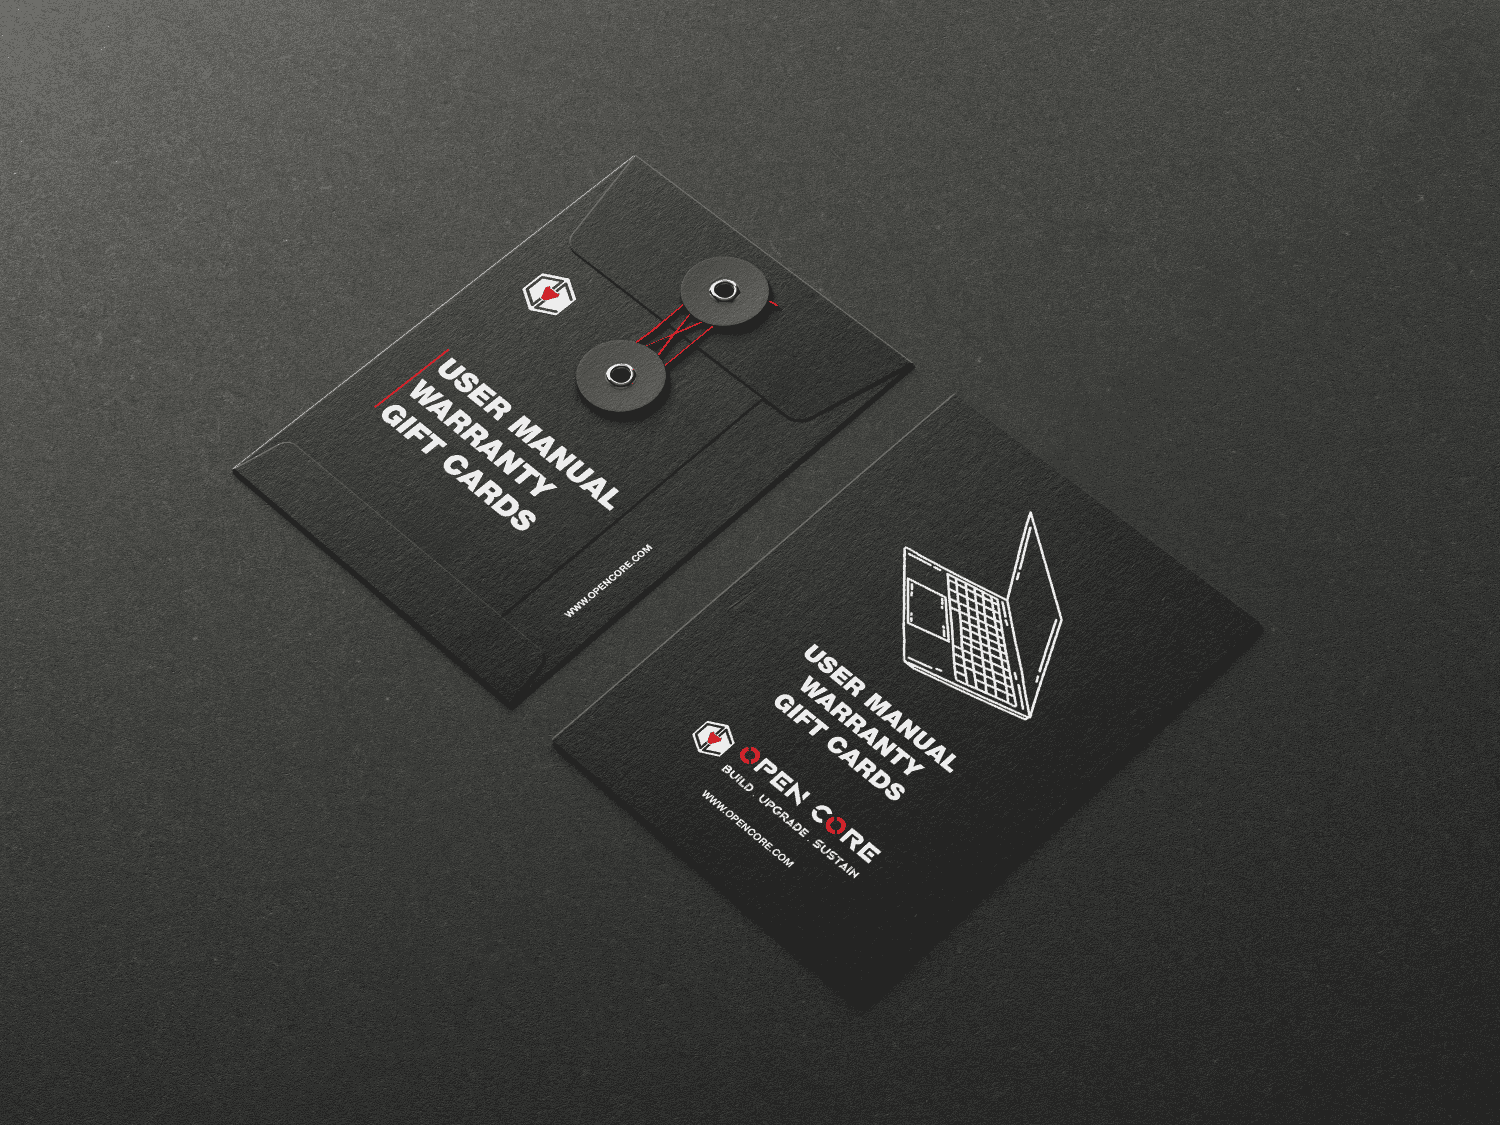 USER MANUAL
WARRANTY
GIFT CARDS
WWW.OPENCORE.COM
USER MANUAL
WARRANTY
GIFT CARDS
OPEN CORE
BUILD . UPGRADE . SUSTAIN
WWW.OPENCORE.COM